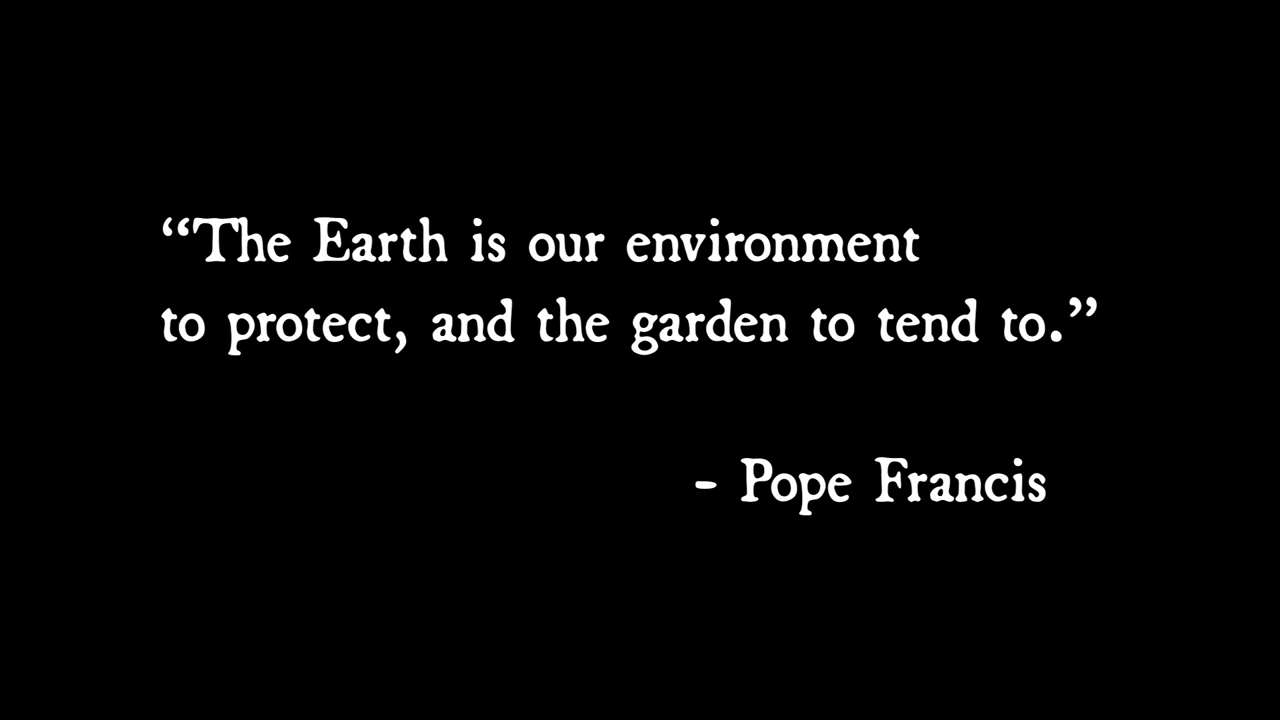 “The Earth is our environment
to protect, and the garden to tend to.”
- Pope Francis